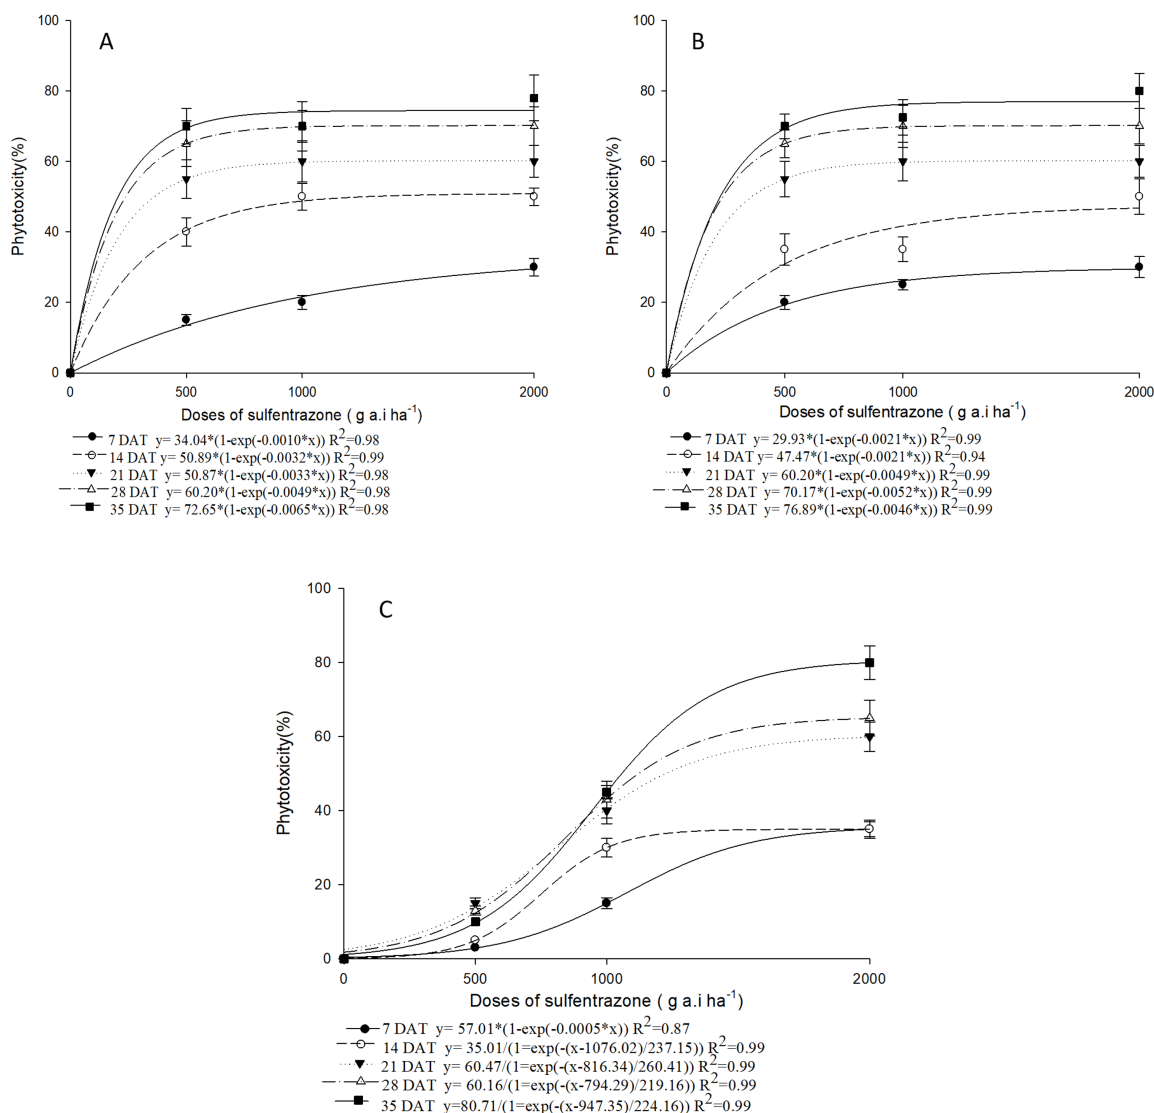 A
100
80
60
40
20
0
Phytotoxicity(%)
0 500 1000 2000
Doses of sulfentrazone ( g a.i ha⁻¹)
7 DAT y= 34.04*(1-exp(-0.0010*x)) R²=0.98
14 DAT y= 50.89*(1-exp(-0.0032*x)) R²=0.99
21 DAT y= 50.87*(1-exp(-0.0033*x)) R²=0.98
28 DAT y= 60.20*(1-exp(-0.0049*x)) R²=0.98
35 DAT y= 72.65*(1-exp(-0.0065*x)) R²=0.98
B
100
80
60
40
20
0
Phytotoxicity(%)
0 500 1000 2000
Doses of sulfentrazone ( g a.i ha⁻¹)
7 DAT y= 29.93*(1-exp(-0.0021*x)) R²=0.99
14 DAT y= 47.47*(1-exp(-0.0021*x)) R²=0.94
21 DAT y= 60.20*(1-exp(-0.0049*x)) R²=0.99
28 DAT y= 70.17*(1-exp(-0.0052*x)) R²=0.99
35 DAT y= 76.89*(1-exp(-0.0046*x)) R²=0.99
C
100
80
60
40
20
0
Phytotoxicity(%)
0 500 1000 2000
Doses of sulfentrazone ( g a.i ha⁻¹)
7 DAT y= 57.01*(1-exp(-0.0005*x)) R²=0.87
14 DAT y= 35.01/(1=exp(-(x-1076.02)/237.15)) R²=0.99
21 DAT y= 60.47/(1=exp(-(x-816.34)/260.41)) R²=0.99
28 DAT y= 60.16/(1=exp(-(x-794.29)/219.16)) R²=0.99
35 DAT y=80.71/(1=exp(-(x-947.35)/224.16)) R²=0.99